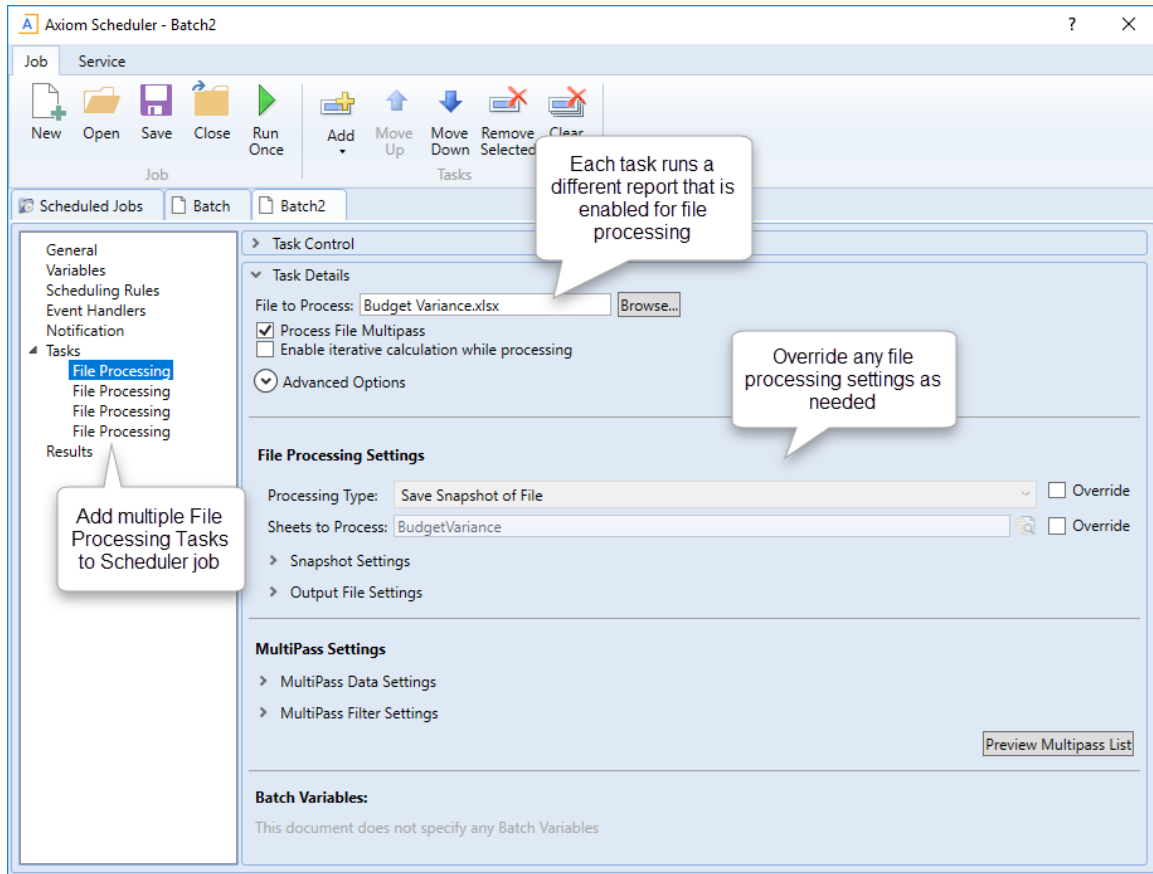 Axiom Scheduler - Batch2
?
Job Service
New Open Save Close Run Once
Add Move Up Move Down Remove Selected Clear
Job Tasks
Scheduled Jobs Batch Batch2
Each task runs a
different report that is
enabled for file
processing
General
Variables
Scheduling Rules
Event Handlers
Notification
Tasks
File Processing
File Processing
File Processing
File Processing
Results
Add multiple File
Processing Tasks
to Scheduler job
Task Control
Task Details
File to Process: Budget Variance.xlsx Browse...
Process File Multipass
Enable iterative calculation while processing
Advanced Options
Override any file
processing settings as
needed
File Processing Settings
Processing Type: Save Snapshot of File Override
Sheets to Process: BudgetVariance Override
Snapshot Settings
Output File Settings
MultiPass Settings
MultiPass Data Settings
MultiPass Filter Settings
Preview Multipass List
Batch Variables:
This document does not specify any Batch Variables